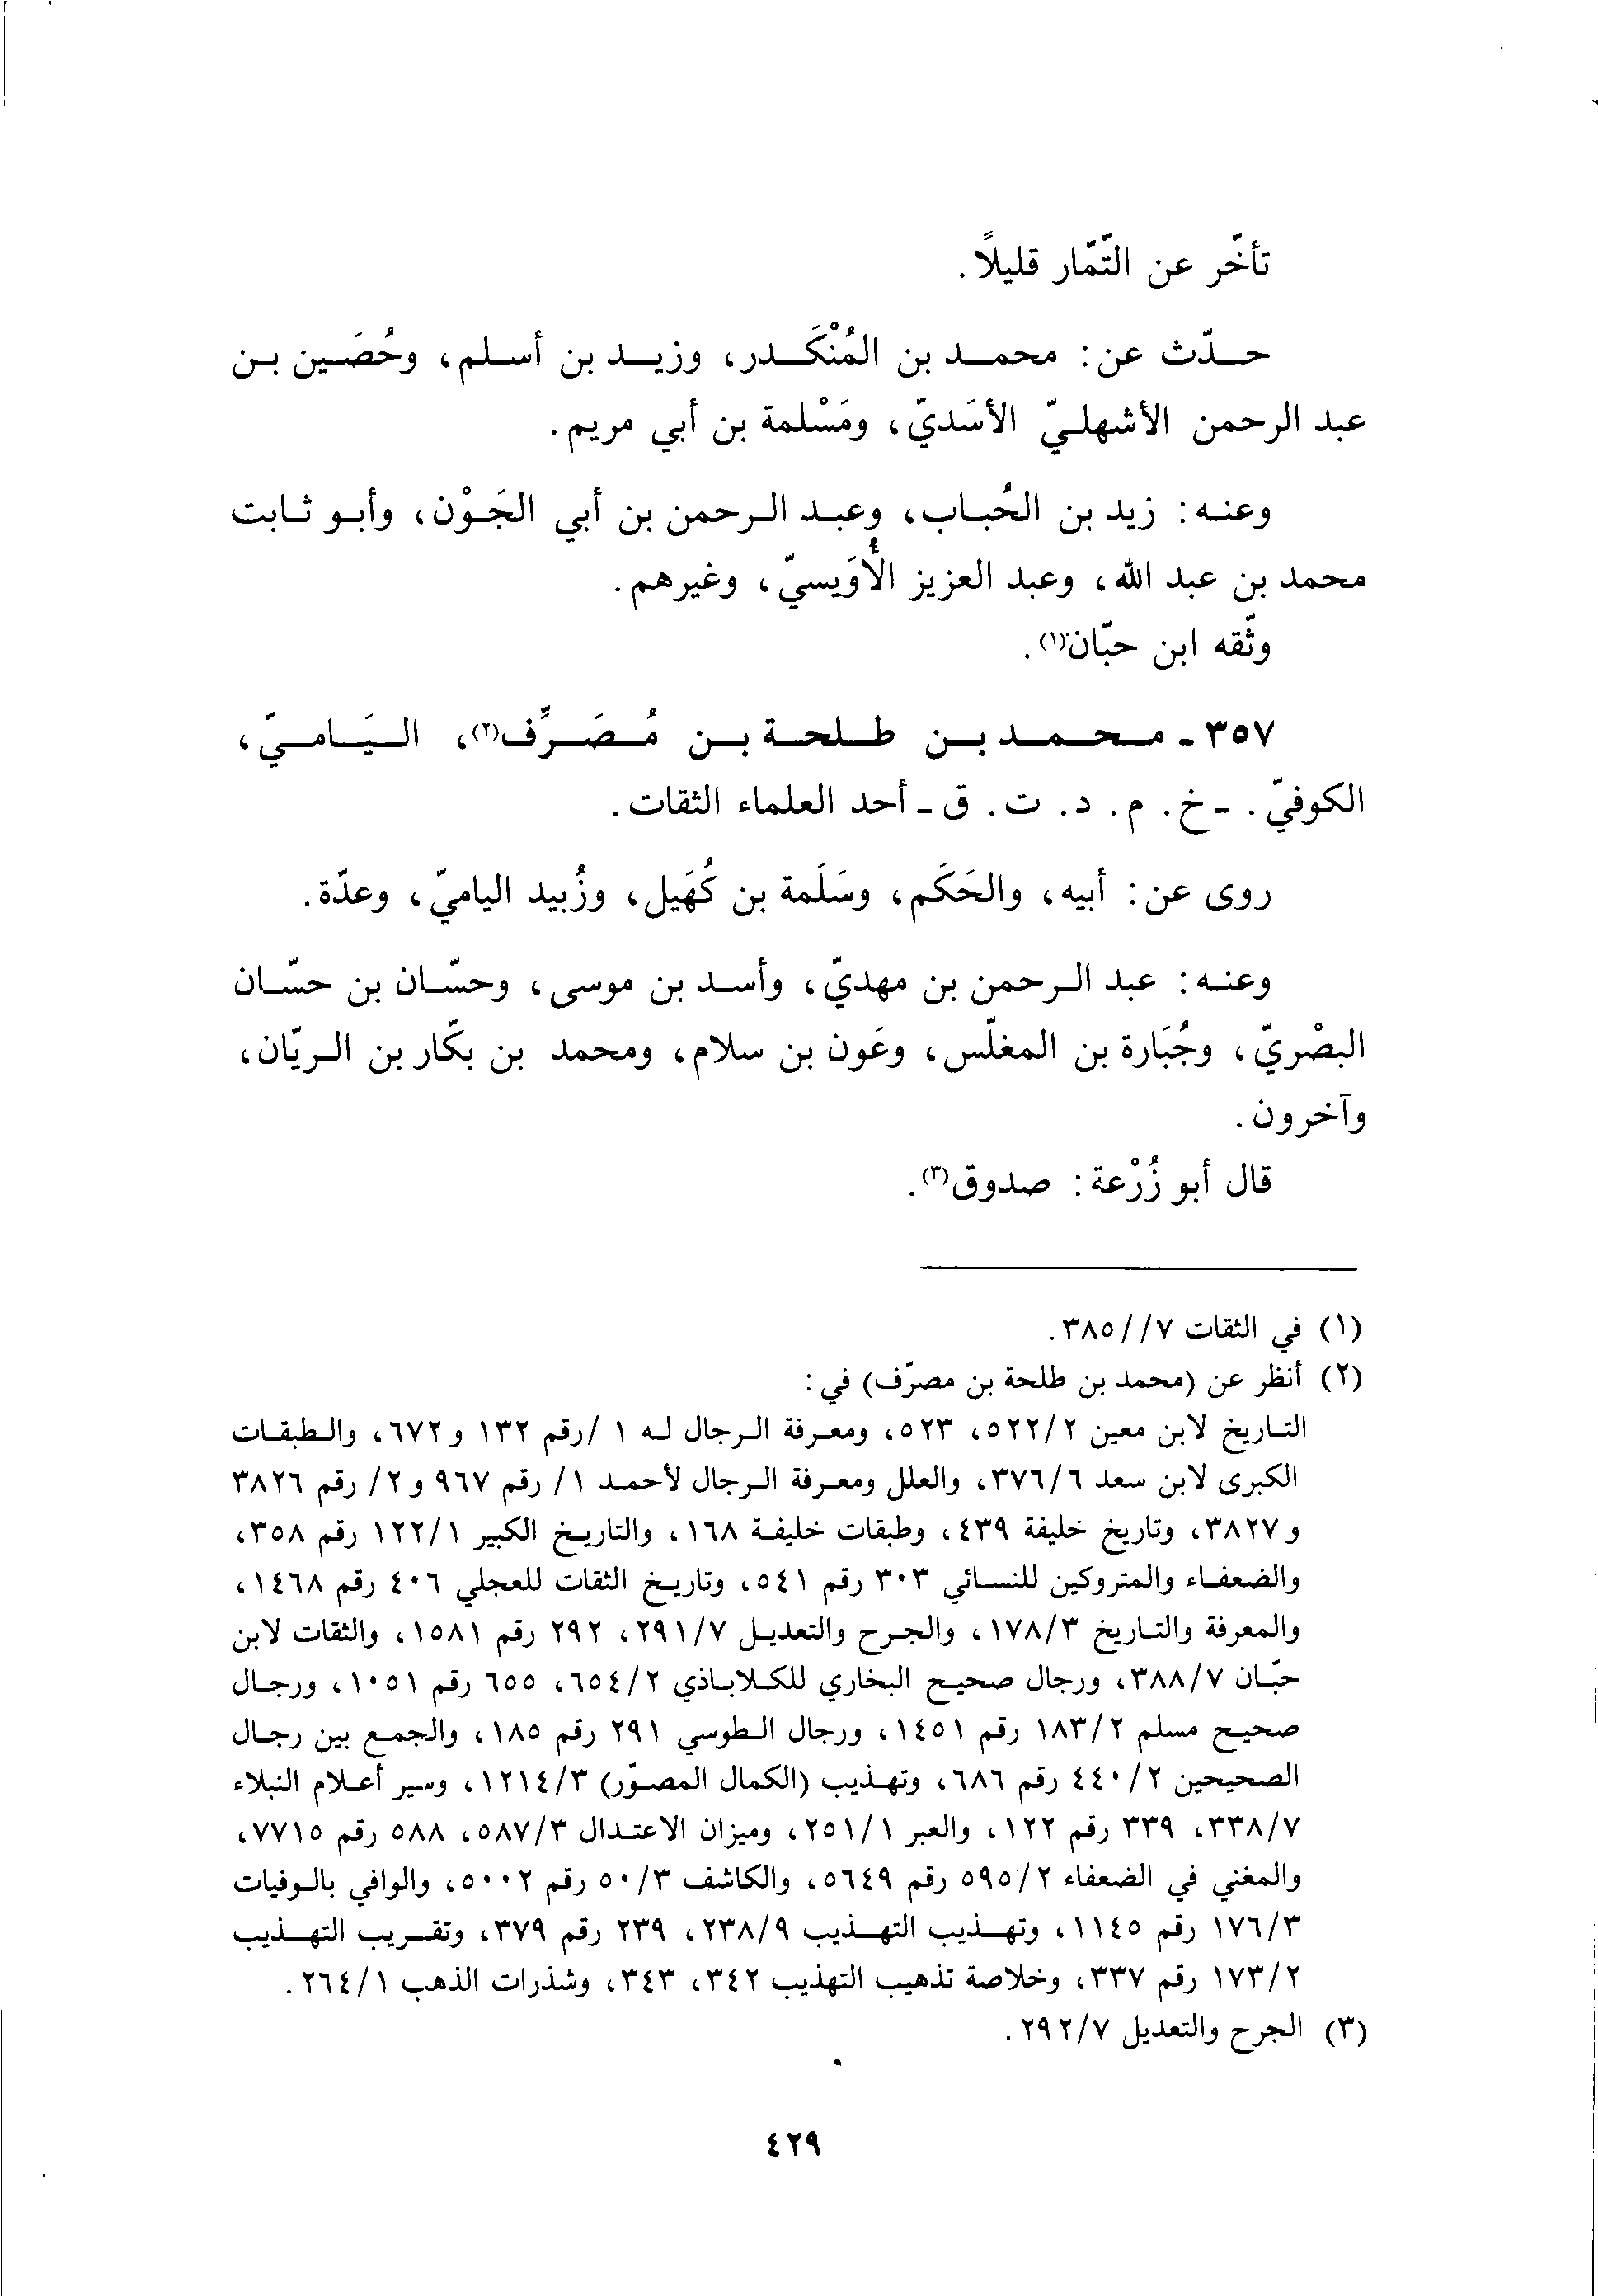 تأخّر عن التّمّار قليلاً.
حدّث عن: محمد بن المُنْكَدر، وزيد بن أسلم، وحُصَين بن
عبد الرحمن الأشهليّ الأسَديّ، ومَسْلمة بن أبي مريم.
وعنه: زيد بن الحُباب، وعبد الرحمن بن أبي الجَوْن، وأبو ثابت
محمد بن عبد الله، وعبد العزيز الأُوَيسيّ، وغيرهم.
وثّقه ابن حبّان(١).
٣٥٧ - محمد بن طلحة بن مُصَرِّف(٢)، اليَاميّ،
الكوفيّ. - خ. م. د. ت. ق - أحد العلماء الثقات.
روى عن: أبيه، والحَكَم، وسَلَمة بن كُهَيل، وزُبيد الياميّ، وعدّة.
وعنه: عبد الرحمن بن مهديّ، وأسد بن موسى، وحسّان بن حسّان
البصْريّ، وجُبَارة بن المغلّس، وعَون بن سلام، ومحمد بن بكّار بن الريّان،
وآخرون.
قال أبو زُرْعة: صدوق(٣).
(١) في الثقات ٧//٣٨٥.
(٢) أنظر عن (محمد بن طلحة بن مصرّف) في:
التاريخ لابن معين ٢/٥٢٢، ٥٢٣، ومعرفة الرجال له ١ /رقم ١٣٢ و٦٧٢، والطبقات
الكبرى لابن سعد ٦/٣٧٦، والعلل ومعرفة الرجال لأحمد ١/ رقم ٩٦٧ و٢/ رقم ٣٨٢٦
و٣٨٢٧، وتاريخ خليفة ٤٣٩، وطبقات خليفة ١٦٨، والتاريخ الكبير ١/١٢٢ رقم ٣٥٨،
والضعفاء والمتروكين للنسائي ٣٠٣ رقم ٥٤١، وتاريخ الثقات للعجلي ٤٠٦ رقم ١٤٦٨،
والمعرفة والتاريخ ٣/١٧٨، والجرح والتعديل ٧/٢٩١، ٢٩٢ رقم ١٥٨١، والثقات لابن
حبّان ٧/٣٨٨، ورجال صحيح البخاري للكلاباذي ٢/٦٥٤، ٦٥٥ رقم ١٠٥١، ورجال
صحيح مسلم ٢/١٨٣ رقم ١٤٥١، ورجال الطوسي ٢٩١ رقم ١٨٥، والجمع بين رجال
الصحيحين ٢/٤٤٠ رقم ٦٨٦، وتهذيب (الكمال المصوّر) ٣/١٢١٤، وسير أعلام النبلاء
٧/٣٣٨، ٣٣٩ رقم ١٢٢، والعبر ١/٢٥١، وميزان الاعتدال ٣/٥٨٧، ٥٨٨ رقم ٧٧١٥،
والمغني في الضعفاء ٢/٥٩٥ رقم ٥٦٤٩، والكاشف ٣/٥٠ رقم ٥٠٠٢، والوافي بالوفيات
٣/١٧٦ رقم ١١٤٥، وتهذيب التهذيب ٩/٢٣٨، ٢٣٩ رقم ٣٧٩، وتقريب التهذيب
٢/١٧٣ رقم ٣٣٧، وخلاصة تذهيب التهذيب ٣٤٢، ٣٤٣، وشذرات الذهب ١/٢٦٤.
(٣) الجرح والتعديل ٧/٢٩٢.
٤٢٩